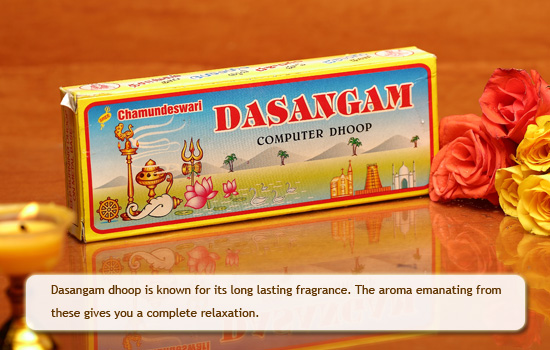 Chamundeswari
DASANGAM
COMPUTER DHOOP
Dasangam dhoop is known for its long lasting fragrance. The aroma emanating from
these gives you a complete relaxation.